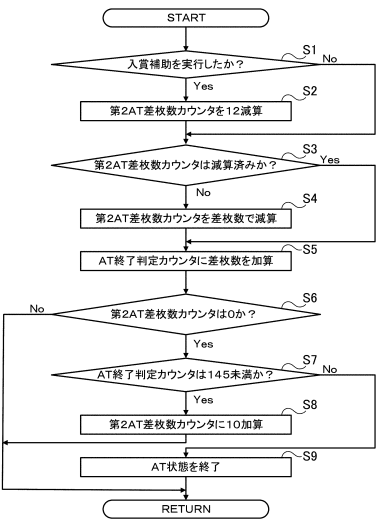 START
S1
入賞補助を実行したか？
No
Yes
S2
第2AT差枚数カウンタを12減算
S3
第2AT差枚数カウンタは減算済みか？
Yes
No
S4
第2AT差枚数カウンタを差枚数で減算
S5
AT終了判定カウンタに差枚数を加算
S6
第2AT差枚数カウンタは0か？
No
Yes
S7
AT終了判定カウンタは145未満か？
No
Yes
S8
第2AT差枚数カウンタに10加算
S9
AT状態を終了
RETURN